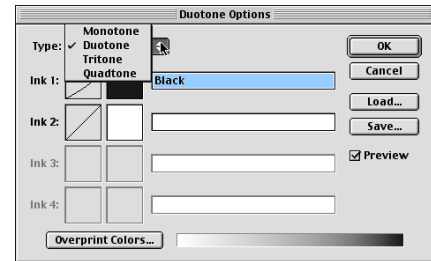 Duotone Options
Monotone
Type: ✓ Duotone
Tritone
Quadtone
OK
Ink 1: Black
Cancel
Load...
Ink 2:
Save...
Preview
Ink 3:
Ink 4:
Overprint Colors...